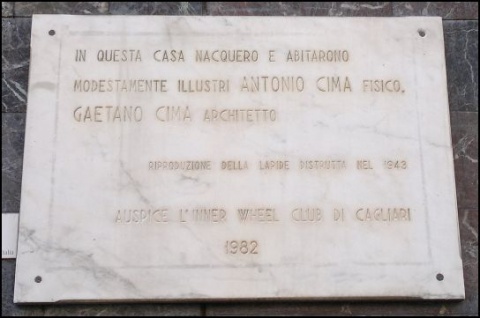 IN QUESTA CASA NACQUERO E ABITARONO
MODESTAMENTE ILLUSTRI ANTONIO CIMA FISICO,
GAETANO CIMA ARCHITETTO
RIPRODUZIONE DELLA LAPIDE DISTRUTTA NEL 1943
AUSPICE L'INNER WHEEL CLUB DI CAGLIARI
1982